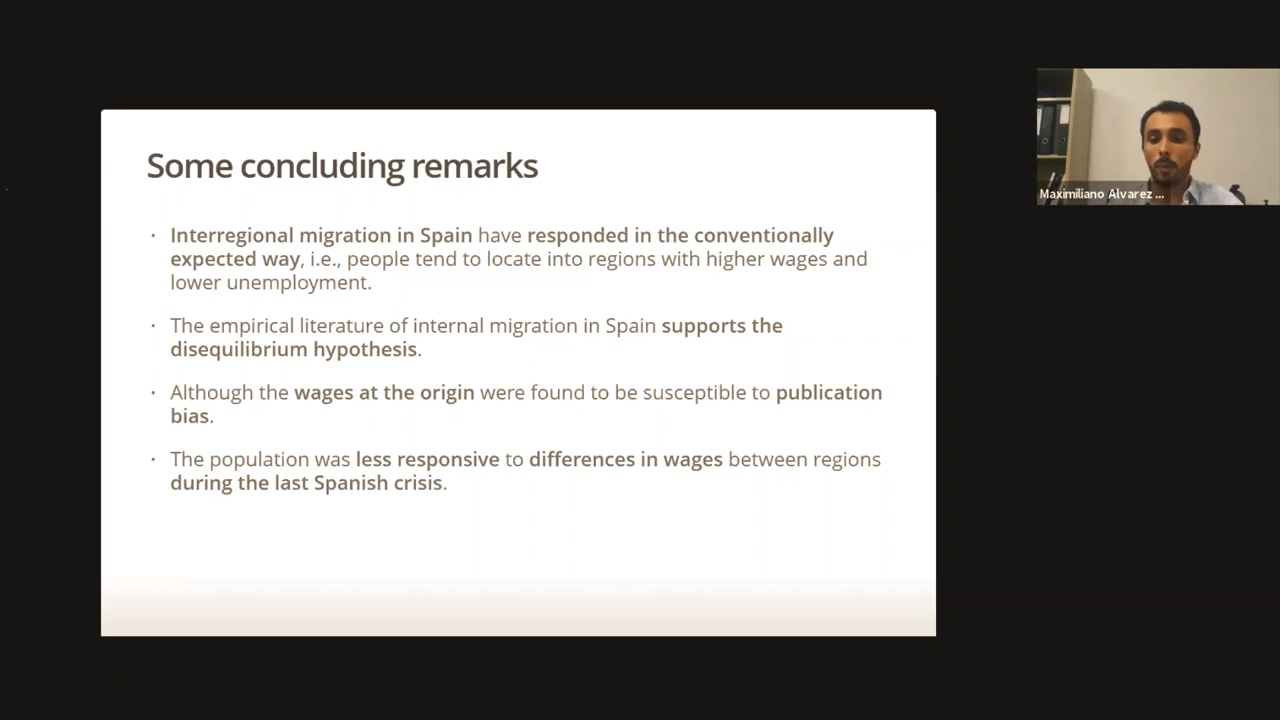 Some concluding remarks
· Interregional migration in Spain have responded in the conventionally
expected way, i.e., people tend to locate into regions with higher wages and
lower unemployment.
· The empirical literature of internal migration in Spain supports the
disequilibrium hypothesis.
· Although the wages at the origin were found to be susceptible to publication
bias.
· The population was less responsive to differences in wages between regions
during the last Spanish crisis.
Maximiliano Alvarez ...